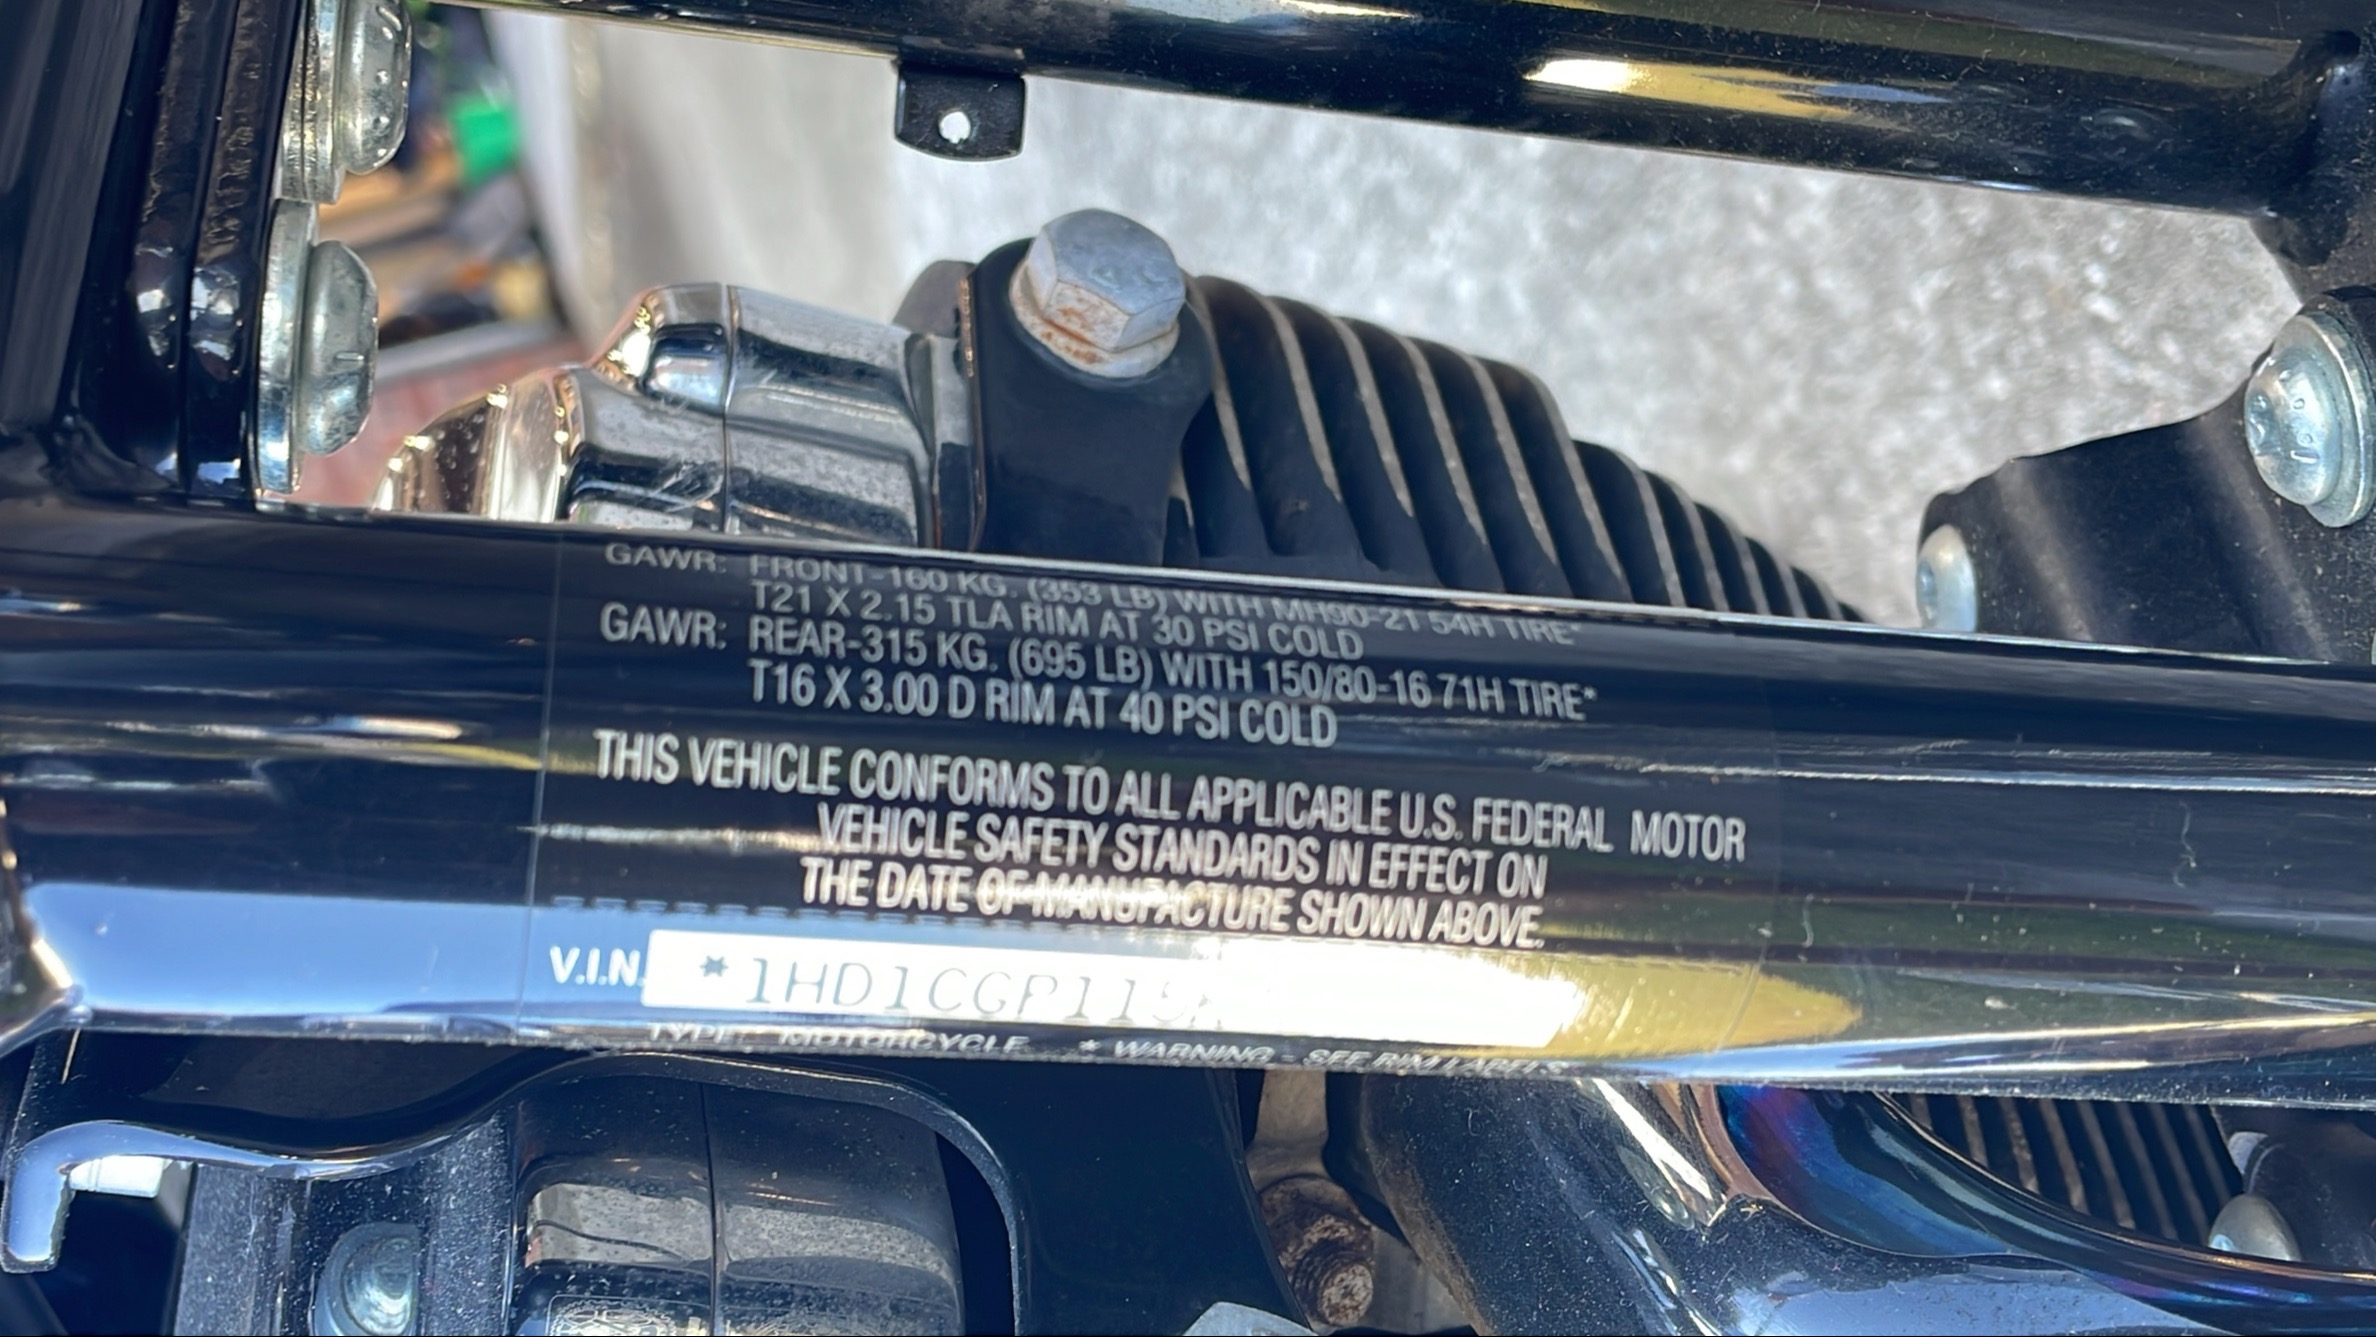 GAWR: FRONT-160 KG. (353 LB) WITH MH90-21 54H TIRE*
T21 X 2.15 TLA RIM AT 30 PSI COLD
GAWR: REAR-315 KG. (695 LB) WITH 150/80-16 71H TIRE*
T16 X 3.00 D RIM AT 40 PSI COLD
THIS VEHICLE CONFORMS TO ALL APPLICABLE U.S. FEDERAL MOTOR
VEHICLE SAFETY STANDARDS IN EFFECT ON
THE DATE OF MANUFACTURE SHOWN ABOVE.
V.I.N.
TYPE: MOTORCYCLE * WARNING - SEE RIM LABELS